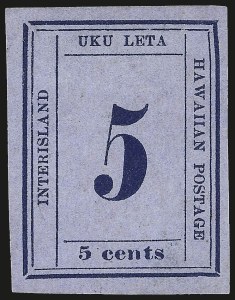 UKU LETA
INTERISLAND
5
HAWAIIAN POSTAGE
5 cents